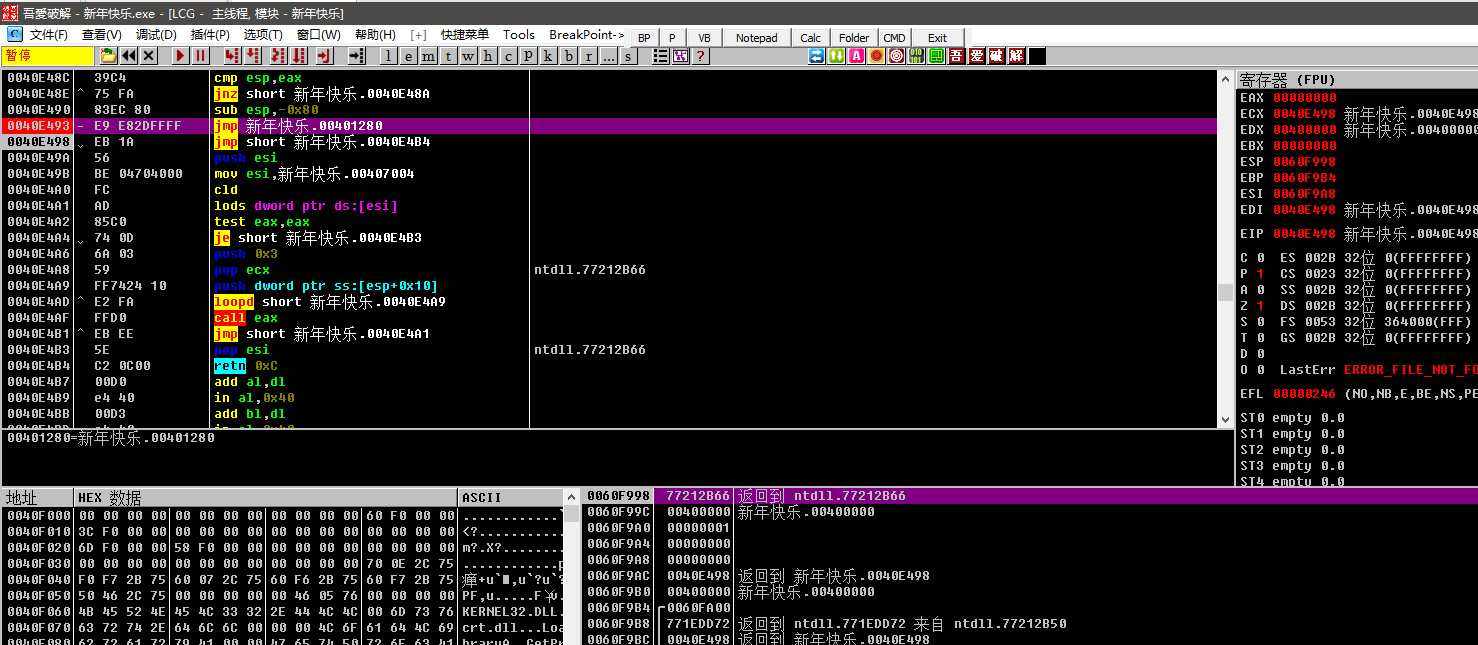 吾愛破解 - 新年快乐.exe - [LCG - 主线程, 模块 - 新年快乐]
文件(F) 查看(V) 调试(D) 插件(P) 选项(T) 窗口(W) 帮助(H) [+] 快捷菜单 Tools BreakPoint-> BP P VB Notepad Calc Folder CMD Exit
暂停 l e m t w h c p k b r ... s ? 吾 爱 破 解
0040E48C 39C4 cmp esp,eax
0040E48E ^ 75 FA jnz short 新年快乐.0040E48A
0040E490 83EC 80 sub esp,-0x80
0040E493 - E9 E82DFFFF jmp 新年快乐.00401280
0040E498 EB 1A jmp short 新年快乐.0040E4B4
0040E49A 56 push esi
0040E49B BE 04704000 mov esi,新年快乐.00407004
0040E4A0 FC cld
0040E4A1 AD lods dword ptr ds:[esi]
0040E4A2 85C0 test eax,eax
0040E4A4 74 0D je short 新年快乐.0040E4B3
0040E4A6 6A 03 push 0x3
0040E4A8 59 pop ecx ntdll.77212B66
0040E4A9 FF7424 10 push dword ptr ss:[esp+0x10]
0040E4AD ^ E2 FA loopd short 新年快乐.0040E4A9
0040E4AF FFD0 call eax
0040E4B1 ^ EB EE jmp short 新年快乐.0040E4A1
0040E4B3 5E pop esi ntdll.77212B66
0040E4B4 C2 0C00 retn 0xC
0040E4B7 00D0 add al,dl
0040E4B9 e4 40 in al,0x40
0040E4BB 00D3 add bl,dl
00401280=新年快乐.00401280
寄存器 (FPU)
EAX 00000000
ECX 0040E498 新年快乐.0040E498
EDX 00400000 新年快乐.00400000
EBX 00000000
ESP 0060F998
EBP 0060F9B4
ESI 0060F9A8
EDI 0040E498 新年快乐.0040E498
EIP 0040E498 新年快乐.0040E498
C 0 ES 002B 32位 0(FFFFFFFF)
P 1 CS 0023 32位 0(FFFFFFFF)
A 0 SS 002B 32位 0(FFFFFFFF)
Z 1 DS 002B 32位 0(FFFFFFFF)
S 0 FS 0053 32位 364000(FFF)
T 0 GS 002B 32位 0(FFFFFFFF)
D 0
O 0 LastErr ERROR_FILE_NOT_FO
EFL 00000246 (NO,NB,E,BE,NS,PE
ST0 empty 0.0
ST1 empty 0.0
ST2 empty 0.0
ST3 empty 0.0
ST4 empty 0.0
地址 HEX 数据 ASCII
0040F000 00 00 00 00 00 00 00 00 00 00 00 00 60 F0 00 00 ............`
0040F010 3C F0 00 00 00 00 00 00 00 00 00 00 00 00 00 00 <?...........
0040F020 6D F0 00 00 58 F0 00 00 00 00 00 00 00 00 00 00 m?.X?........
0040F030 00 00 00 00 00 00 00 00 00 00 00 00 70 0E 2C 75 ............p
0040F040 F0 F7 2B 75 60 07 2C 75 60 F6 2B 75 60 F7 2B 75
0040F050 50 46 2C 75 00 00 00 00 00 46 05 76 00 00 00 00
0040F060 4B 45 52 4E 45 4C 33 32 2E 44 4C 4C 00 6D 73 76 KERNEL32.DLL.
0040F070 63 72 74 2E 64 6C 6C 00 00 00 4C 6F 61 64 4C 69 crt.dll...Loa
0040F080 62 72 61 72 79 41 00 00 47 65 74 50 72 6F 63 41 braryA..GetPr
0060F998 77212B66 返回到 ntdll.77212B66
0060F99C 00400000 新年快乐.00400000
0060F9A0 00000001
0060F9A4 00000000
0060F9A8 00000000
0060F9AC 0040E498 返回到 新年快乐.0040E498
0060F9B0 00400000 新年快乐.00400000
0060F9B4 0060FA00
0060F9B8 771EDD72 返回到 ntdll.771EDD72 来自 ntdll.77212B50
0060F9BC 0040E498 返回到 新年快乐.0040E498